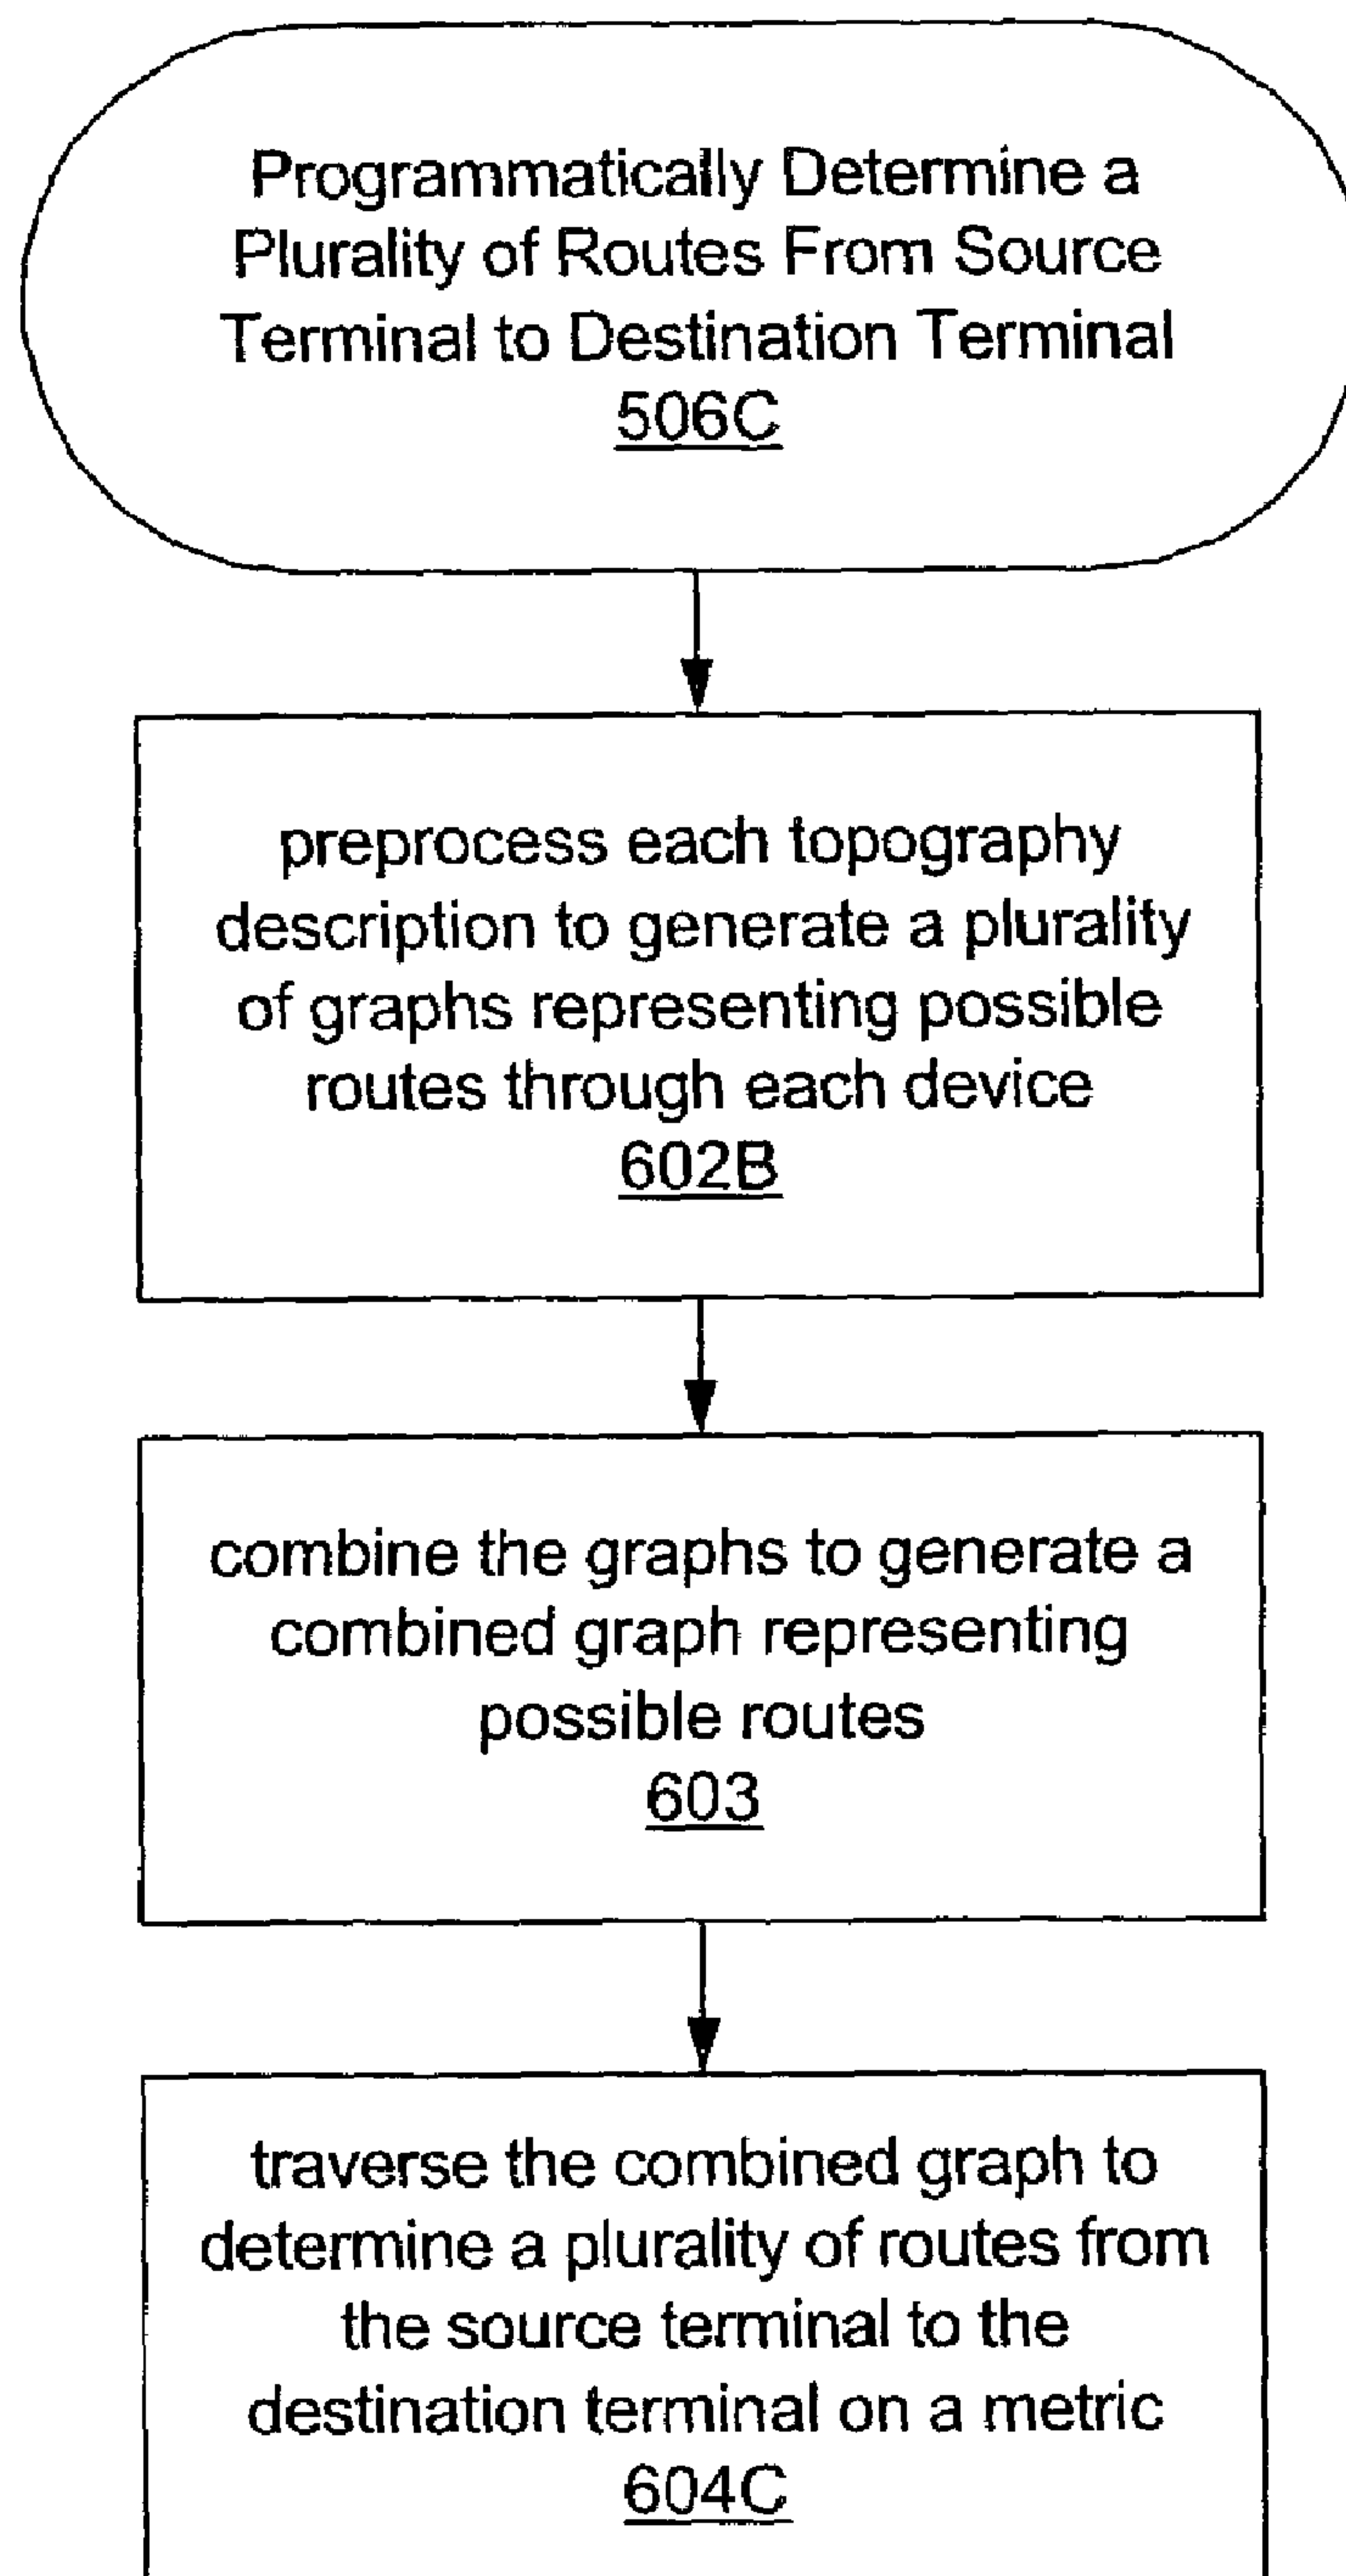 Programmatically Determine a
Plurality of Routes From Source
Terminal to Destination Terminal
506C
preprocess each topography
description to generate a plurality
of graphs representing possible
routes through each device
602B
combine the graphs to generate a
combined graph representing
possible routes
603
traverse the combined graph to
determine a plurality of routes from
the source terminal to the
destination terminal on a metric
604C